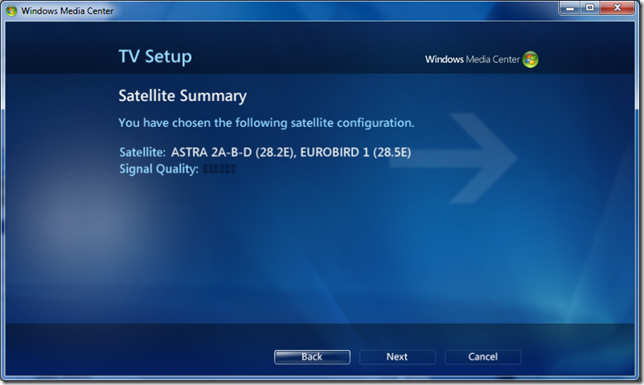 Windows Media Center
TV Setup
Windows Media Center
Satellite Summary
You have chosen the following satellite configuration.
Satellite: ASTRA 2A-B-D (28.2E), EUROBIRD 1 (28.5E)
Signal Quality:
Back Next Cancel